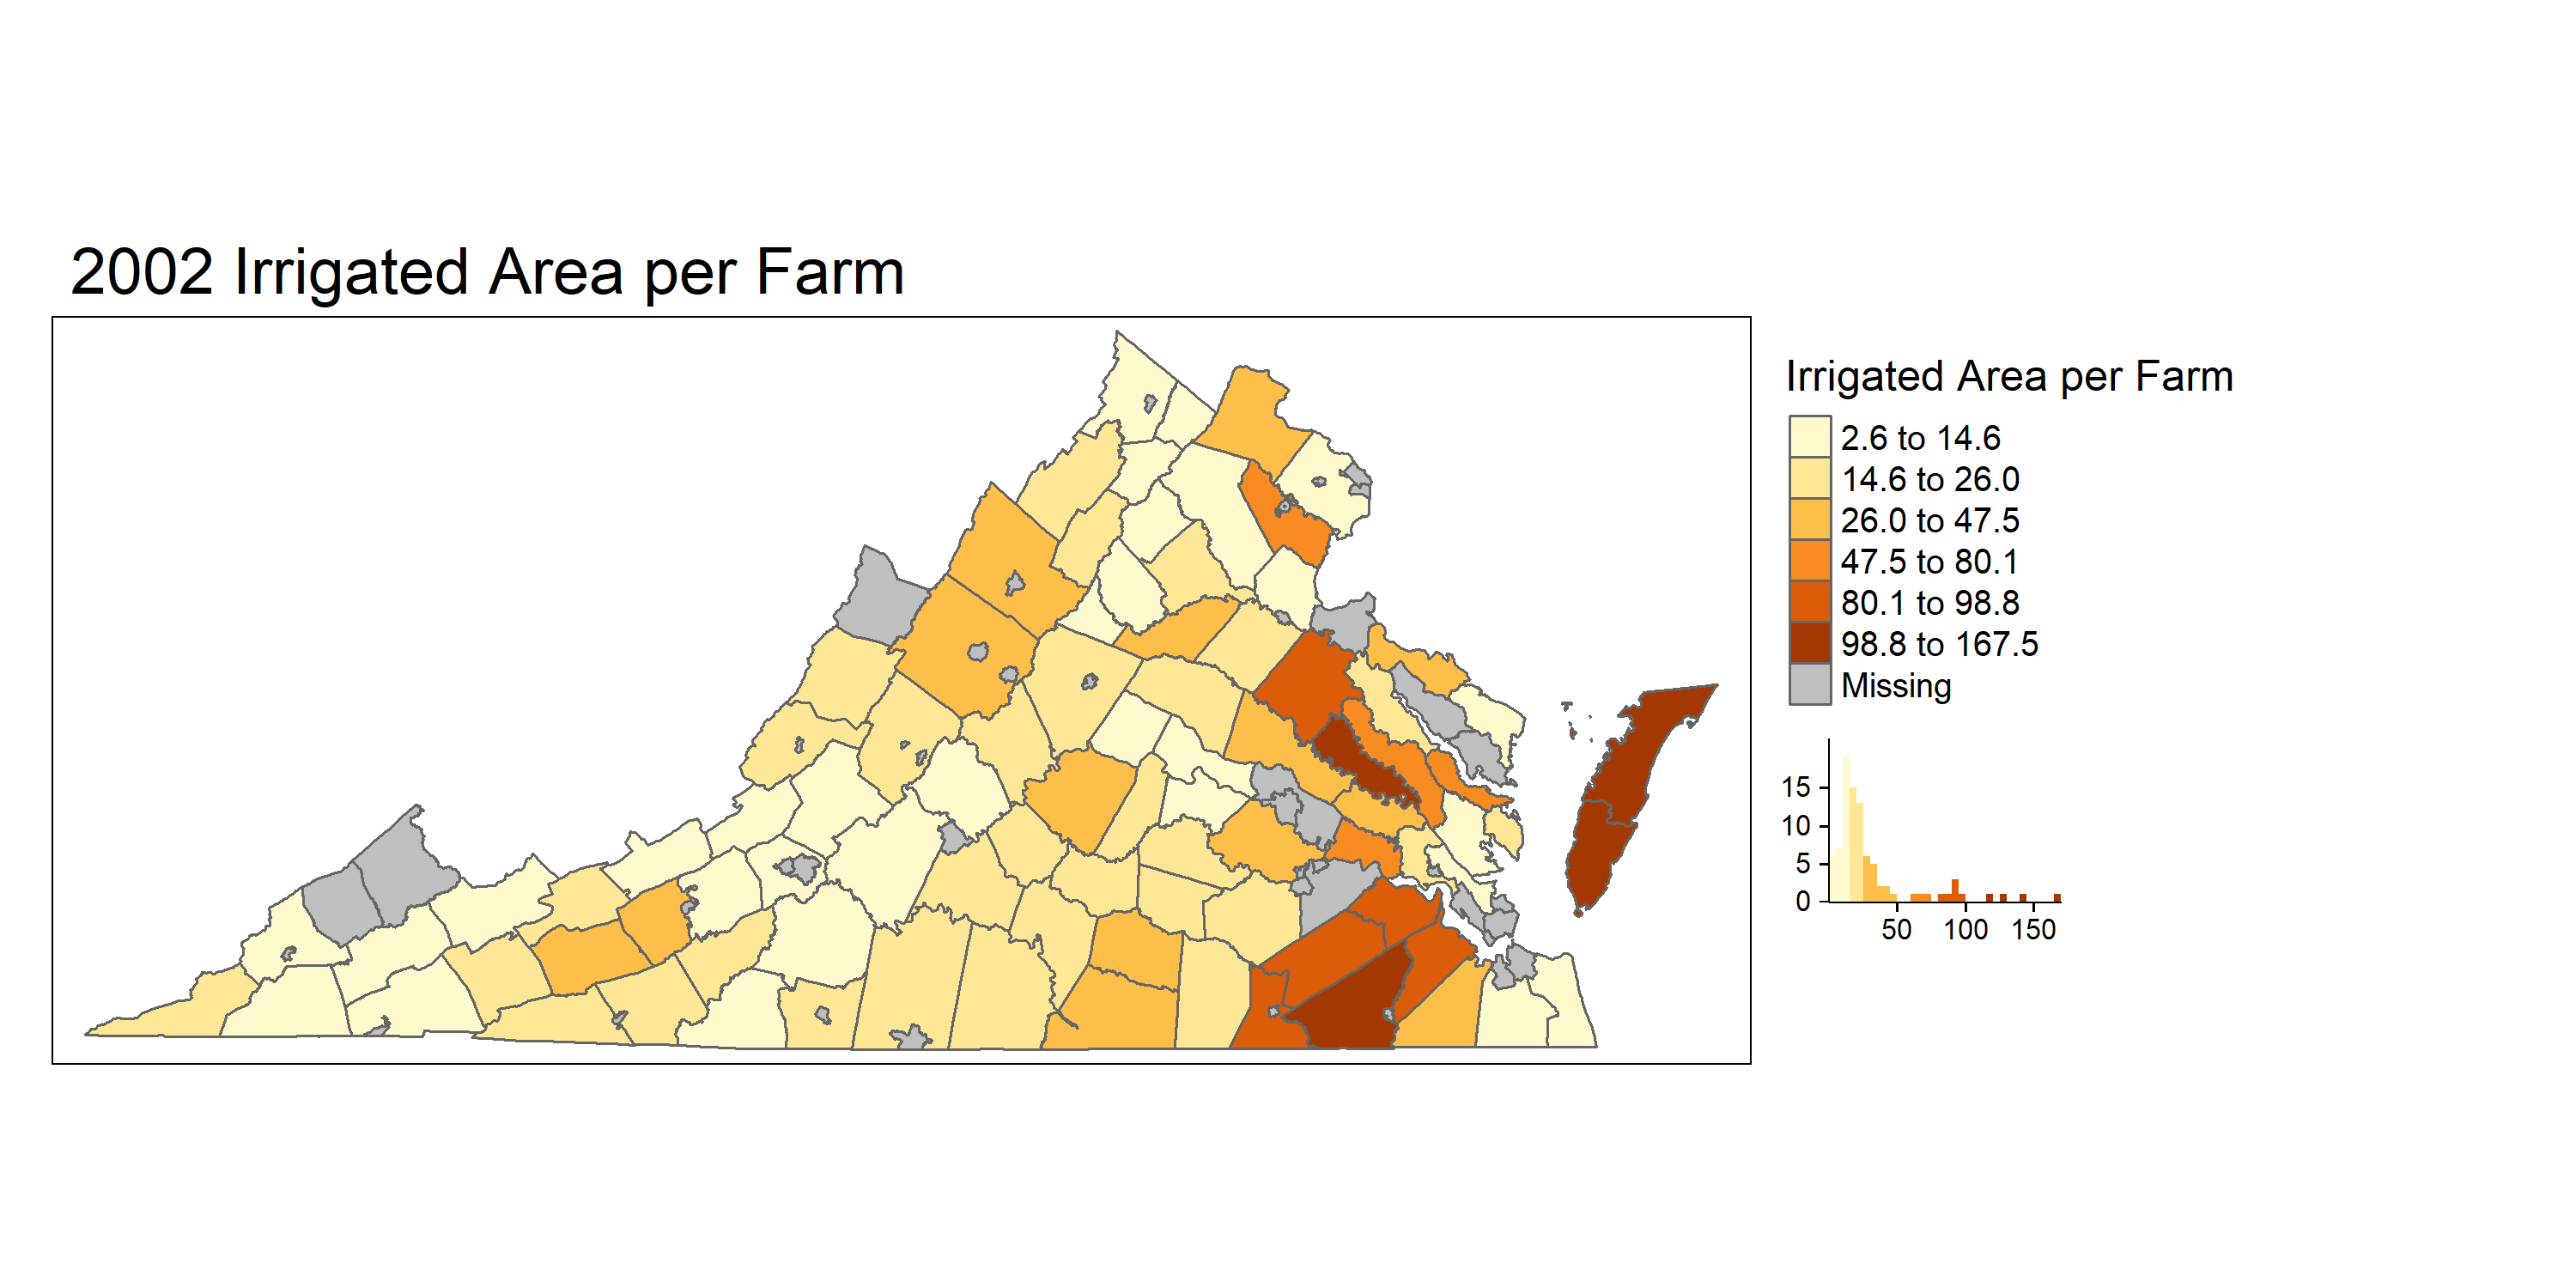 2002 Irrigated Area per Farm
Irrigated Area per Farm
2.6 to 14.6
14.6 to 26.0
26.0 to 47.5
47.5 to 80.1
80.1 to 98.8
98.8 to 167.5
Missing
15
10
5
0
50 100 150